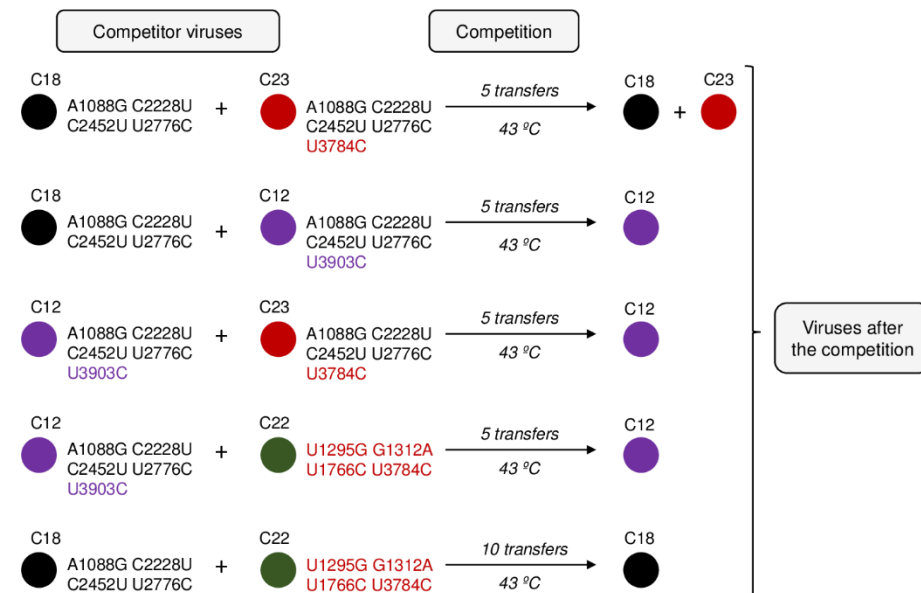 Competitor viruses
Competition
C18
C23
C18
C23
A1088G C2228U
C2452U U2776C
+
A1088G C2228U
C2452U U2776C
U3784C
5 transfers
43 ºC
+
C18
C12
C12
A1088G C2228U
C2452U U2776C
+
A1088G C2228U
C2452U U2776C
U3903C
5 transfers
43 ºC
C12
C23
C12
A1088G C2228U
C2452U U2776C
U3903C
+
A1088G C2228U
C2452U U2776C
U3784C
5 transfers
43 ºC
Viruses after
the competition
C12
C22
C12
A1088G C2228U
C2452U U2776C
U3903C
+
U1295G G1312A
U1766C U3784C
5 transfers
43 ºC
C18
C22
C18
A1088G C2228U
C2452U U2776C
+
U1295G G1312A
U1766C U3784C
10 transfers
43 ºC